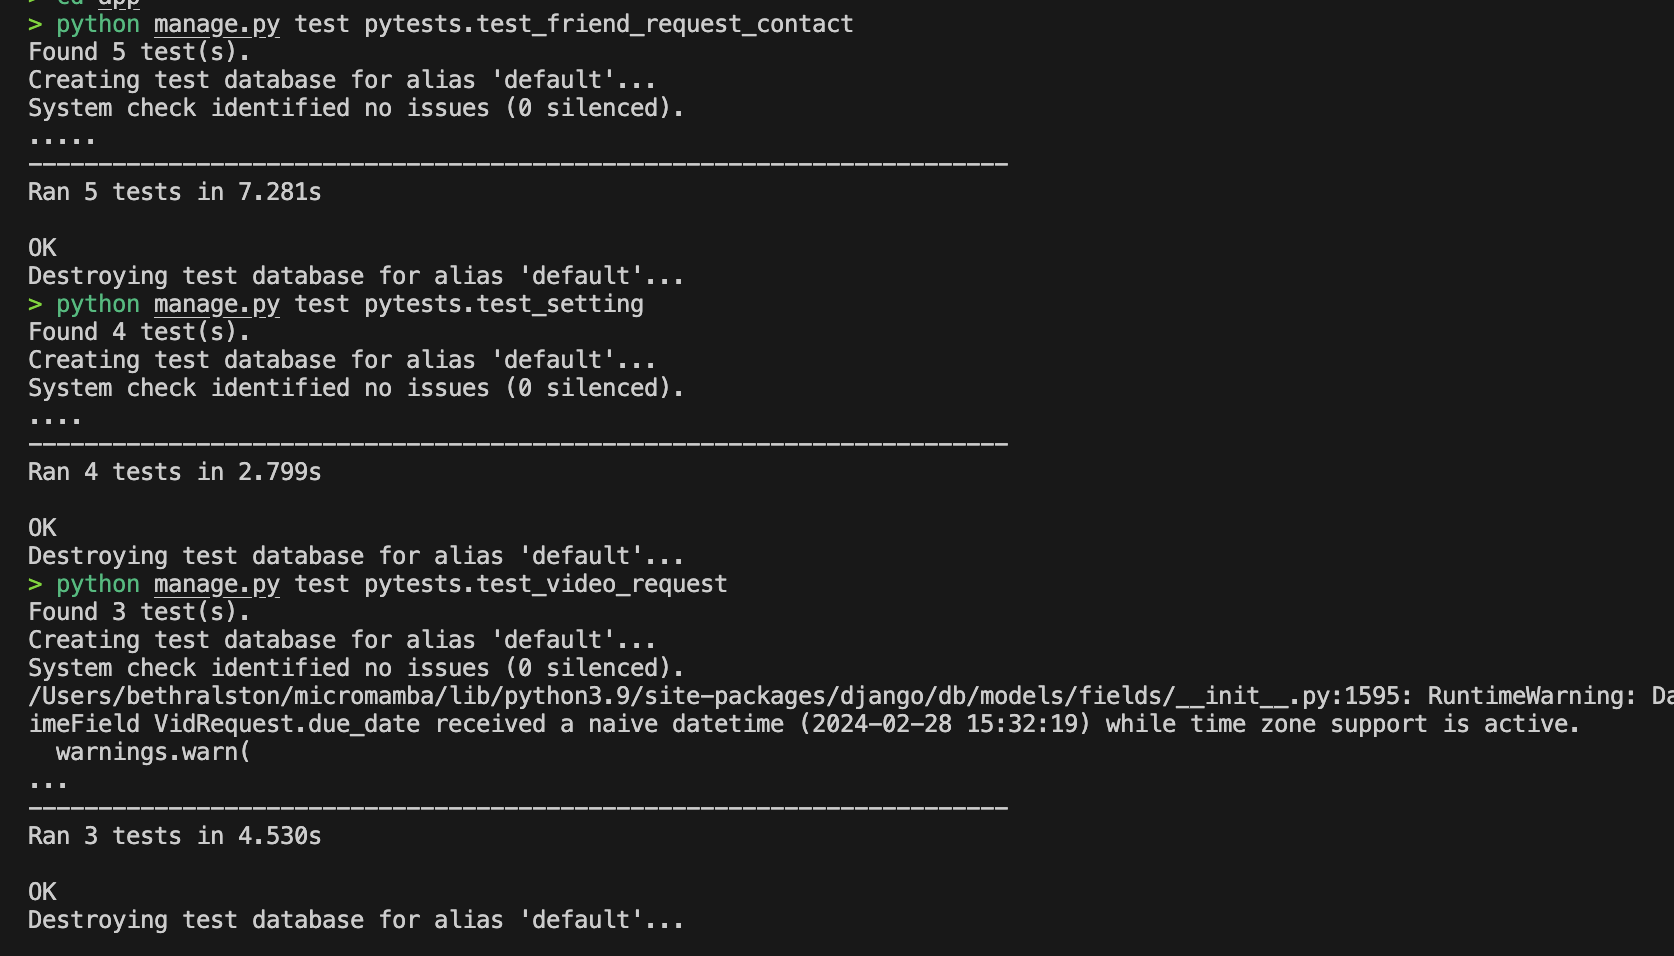 > cd app
> python manage.py test pytests.test_friend_request_contact
Found 5 test(s).
Creating test database for alias 'default'...
System check identified no issues (0 silenced).
.....
----------------------------------------------------------------------
Ran 5 tests in 7.281s

OK
Destroying test database for alias 'default'...
> python manage.py test pytests.test_setting
Found 4 test(s).
Creating test database for alias 'default'...
System check identified no issues (0 silenced).
....
----------------------------------------------------------------------
Ran 4 tests in 2.799s

OK
Destroying test database for alias 'default'...
> python manage.py test pytests.test_video_request
Found 3 test(s).
Creating test database for alias 'default'...
System check identified no issues (0 silenced).
/Users/bethralston/micromamba/lib/python3.9/site-packages/django/db/models/fields/__init__.py:1595: RuntimeWarning: Da
imeField VidRequest.due_date received a naive datetime (2024-02-28 15:32:19) while time zone support is active.
  warnings.warn(
...
----------------------------------------------------------------------
Ran 3 tests in 4.530s

OK
Destroying test database for alias 'default'...